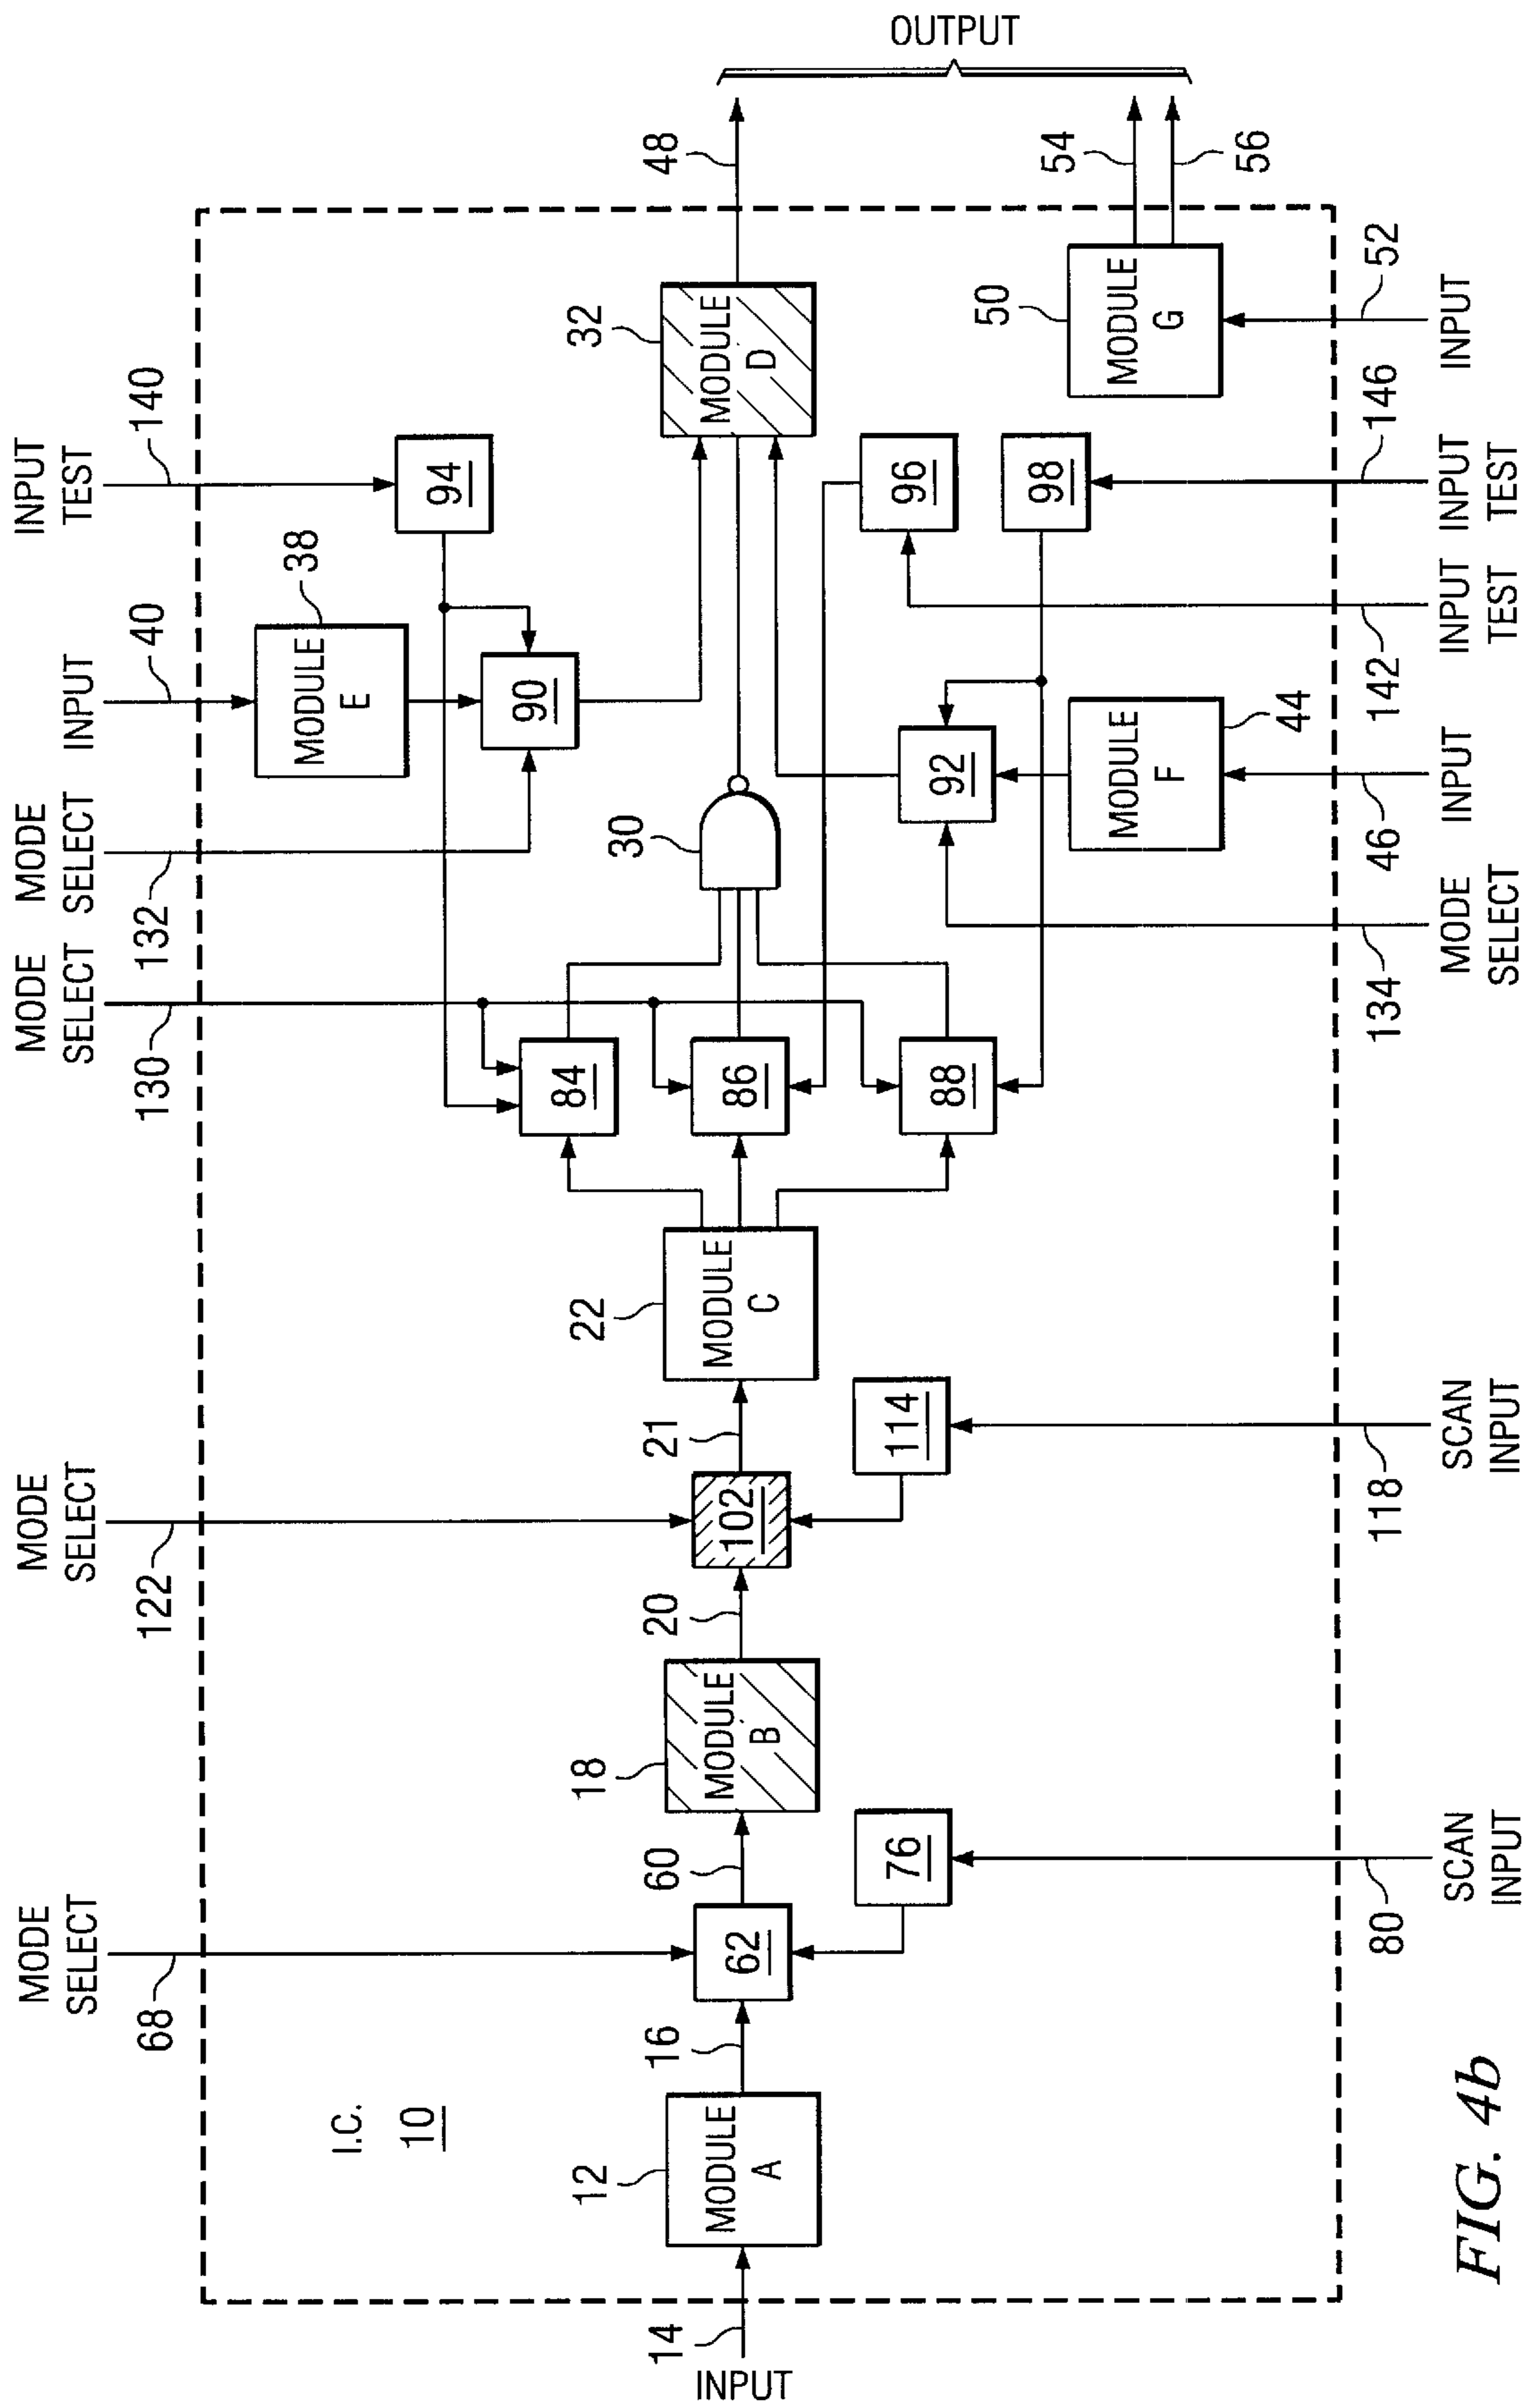 INPUT
14
I.C.
10
12
MODULE
A
16
MODE
SELECT
68
62
76
80
SCAN
INPUT
60
18
MODULE
B
20
MODE
SELECT
122
102
21
114
118
SCAN
INPUT
22
MODULE
C
MODE
SELECT
130
84
86
88
MODE
SELECT
132
30
134
MODE
SELECT
INPUT
40
MODULE
E
38
90
92
MODULE
F
44
46
INPUT
INPUT
TEST
140
94
96
98
142
INPUT
TEST
146
INPUT
TEST
32
MODULE
D
50
MODULE
G
52
INPUT
48
54
56
OUTPUT
FIG. 4b